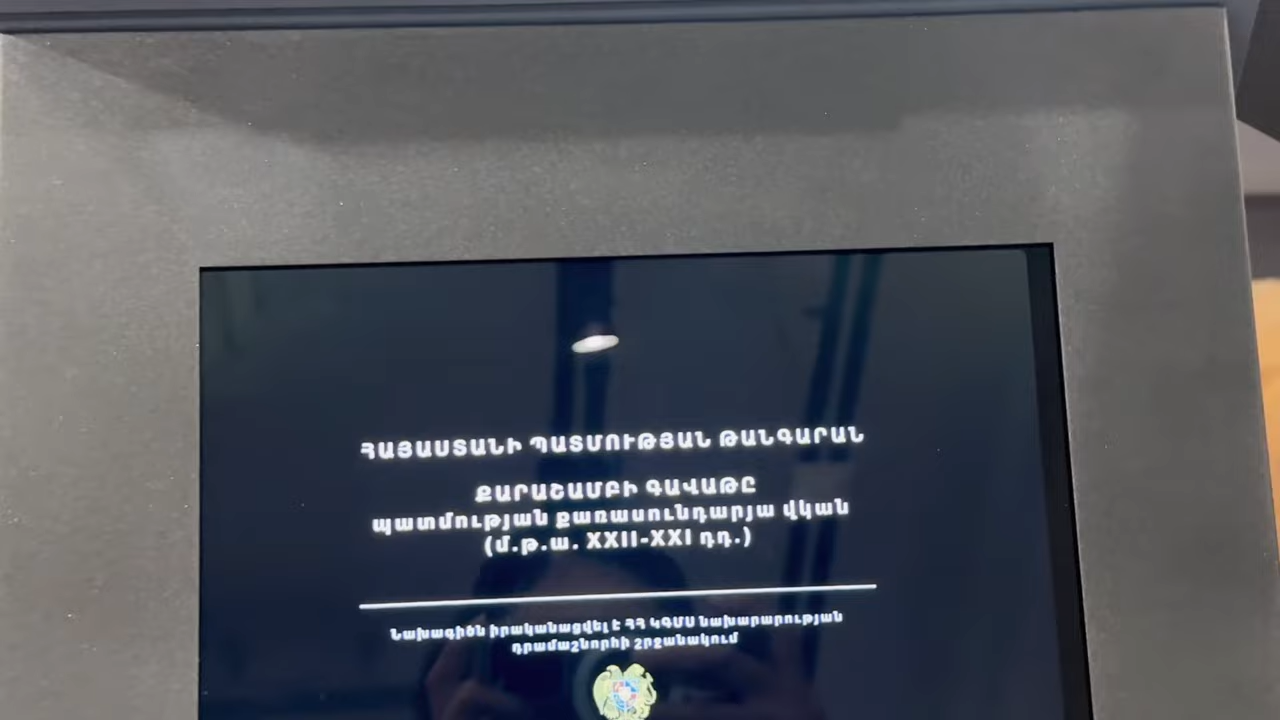 ՀԱՅԱՍՏԱՆԻ ՊԱՏՄՈՒԹՅԱՆ ԹԱՆԳԱՐԱՆ
ՔԱՐԱՇԱՄԲԻ ԳԱՎԱԹԸ
պատմության քառասունդարյա վկան
(մ.թ.ա. XXII-XXI դդ.)
Նախագիծն իրականացվել է ՀՀ ԿԳՄՍ նախարարության
դրամաշնորհի շրջանակում